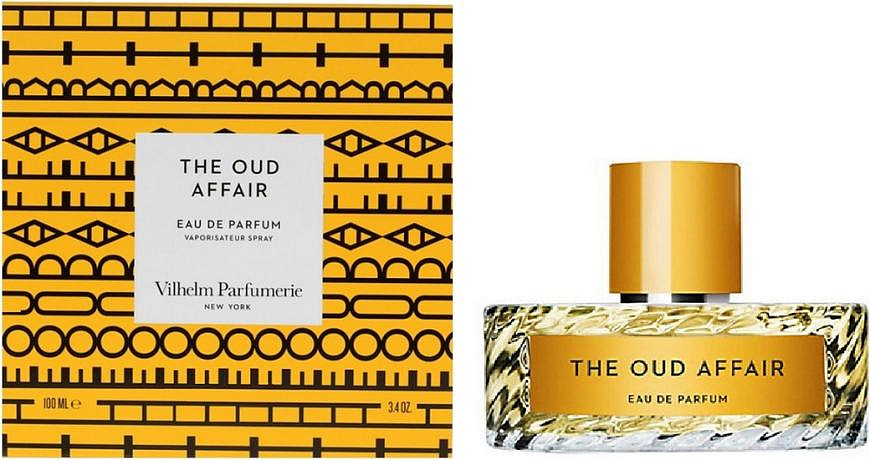 THE OUD
AFFAIR
EAU DE PARFUM
VAPORISATEUR SPRAY
Vilhelm Parfumerie
NEW YORK
100 ML ℮
3.4 OZ.
THE OUD AFFAIR
EAU DE PARFUM